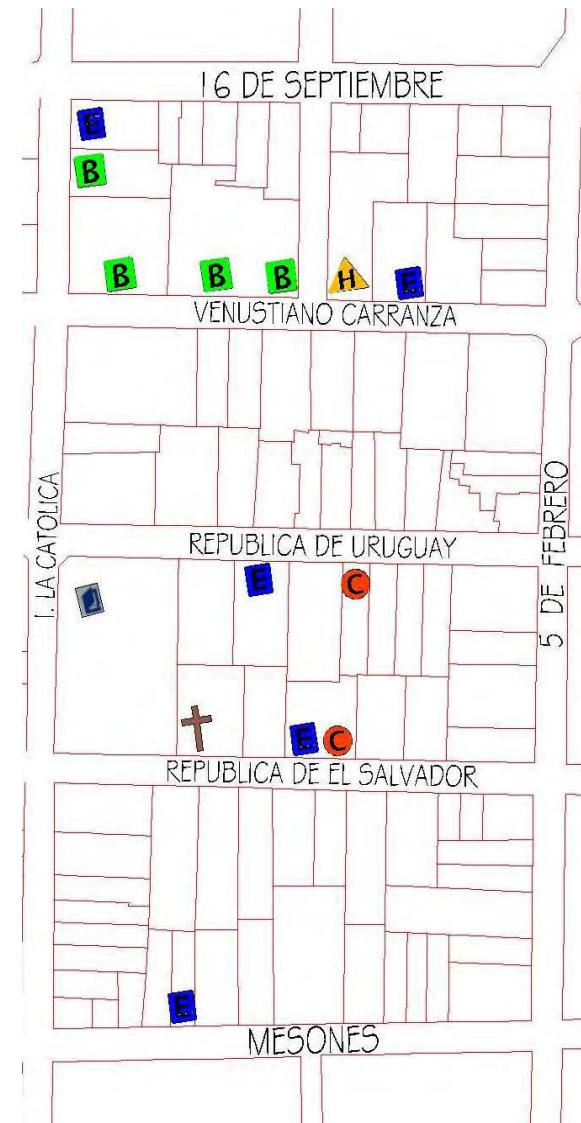 16 DE SEPTIEMBRE
E
B
B
B
B
H
E
VENUSTIANO CARRANZA
I. LA CATOLICA
5 DE FEBRERO
REPUBLICA DE URUGUAY
E
C
E
C
REPUBLICA DE EL SALVADOR
E
MESONES